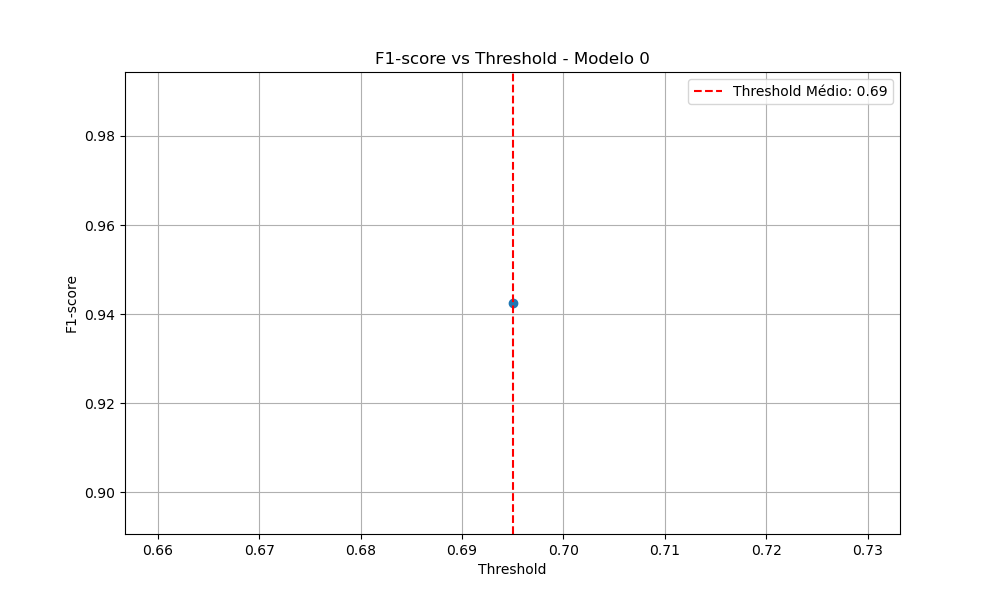 F1-score vs Threshold - Modelo 0
Threshold Médio: 0.69
F1-score
0.98
0.96
0.94
0.92
0.90
0.66 0.67 0.68 0.69 0.70 0.71 0.72 0.73
Threshold